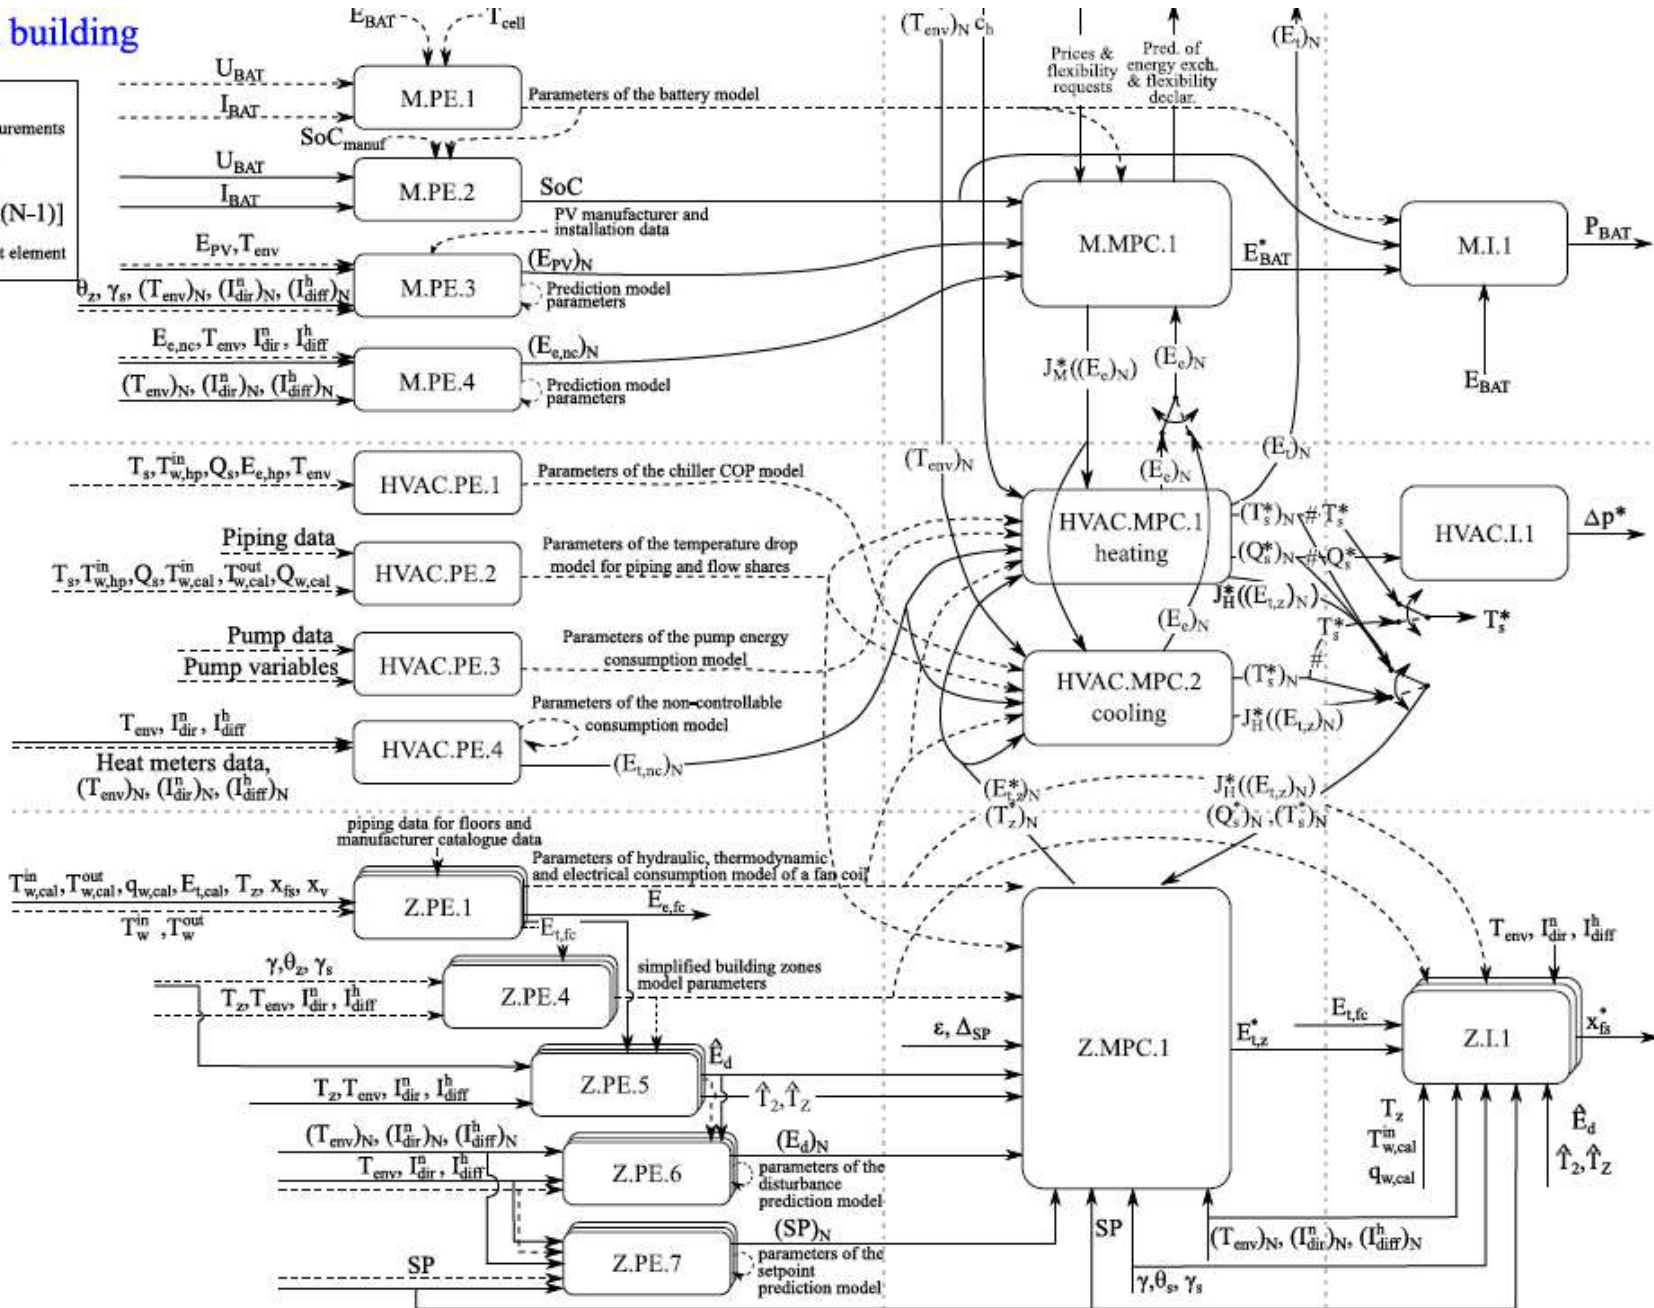 building
urements
(N–1)]
t element
E_BAT
T_cell
U_BAT
I_BAT
M.PE.1
Parameters of the battery model
SoC_manuf
U_BAT
I_BAT
M.PE.2
SoC
PV manufacturer and
installation data
E_PV, T_env
θ_z, γ_s, (T_env)_N, (I^n_dir)_N, (I^h_diff)_N
M.PE.3
(E_PV)_N
Prediction model
parameters
E_e,nc, T_env, I^n_dir, I^h_diff
(T_env)_N, (I^n_dir)_N, (I^h_diff)_N
M.PE.4
(E_e,nc)_N
Prediction model
parameters
(T_env)_N
c_h
Prices &
flexibility
requests
Pred. of
energy exch.
& flexibility
declar.
(E_t)_N
M.MPC.1
E*_BAT
M.I.1
P_BAT
E_BAT
J*_M((E_e)_N)
(E_e)_N
T_s, T^in_w,hp, Q_s, E_e,hp, T_env
HVAC.PE.1
Parameters of the chiller COP model
Piping data
T_s, T^in_w,hp, Q_s, T^in_w,cal, T^out_w,cal, Q_w,cal
HVAC.PE.2
Parameters of the temperature drop
model for piping and flow shares
Pump data
Pump variables
HVAC.PE.3
Parameters of the pump energy
consumption model
T_env, I^n_dir, I^h_diff
Heat meters data,
(T_env)_N, (I^n_dir)_N, (I^h_diff)_N
HVAC.PE.4
Parameters of the non-controllable
consumption model
(E_t,nc)_N
(T_env)_N
(E_e)_N
(E_t)_N
HVAC.MPC.1
heating
(T*_s)_N # T*_s
(Q*_s)_N # Q*_s
J*_H((E_t,z)_N)
HVAC.I.1
Δp*
T*_s
T*_s
#
(E_e)_N
HVAC.MPC.2
cooling
(T*_s)_N
J*_H((E_t,z)_N)
(E*_t,z)_N
(T*_z)_N
J*_H((E_t,z)_N)
(Q*_s)_N, (T*_s)_N
piping data for floors and
manufacturer catalogue data
T^in_w,cal, T^out_w,cal, q_w,cal, E_t,cal, T_z, x_fs, x_v
T^in_w, T^out_w
Z.PE.1
Parameters of hydraulic, thermodynamic
and electrical consumption model of a fan coil
E_e,fc
E_t,fc
γ, θ_z, γ_s
T_z, T_env, I^n_dir, I^h_diff
Z.PE.4
simplified building zones
model parameters
Z.PE.5
Ê_d
T_z, T_env, I^n_dir, I^h_diff
T̂_2, T̂_Z
(T_env)_N, (I^n_dir)_N, (I^h_diff)_N
T_env, I^n_dir, I^h_diff
Z.PE.6
(E_d)_N
parameters of the
disturbance
prediction model
SP
Z.PE.7
(SP)_N
parameters of the
setpoint
prediction model
ε, Δ_SP
Z.MPC.1
E*_t,z
SP
(T_env)_N, (I^n_dir)_N, (I^h_diff)_N
γ, θ_s, γ_s
T_env, I^n_dir, I^h_diff
E_t,fc
Z.I.1
x*_fs
T_z
T^in_w,cal
q_w,cal
Ê_d
T̂_2, T̂_Z